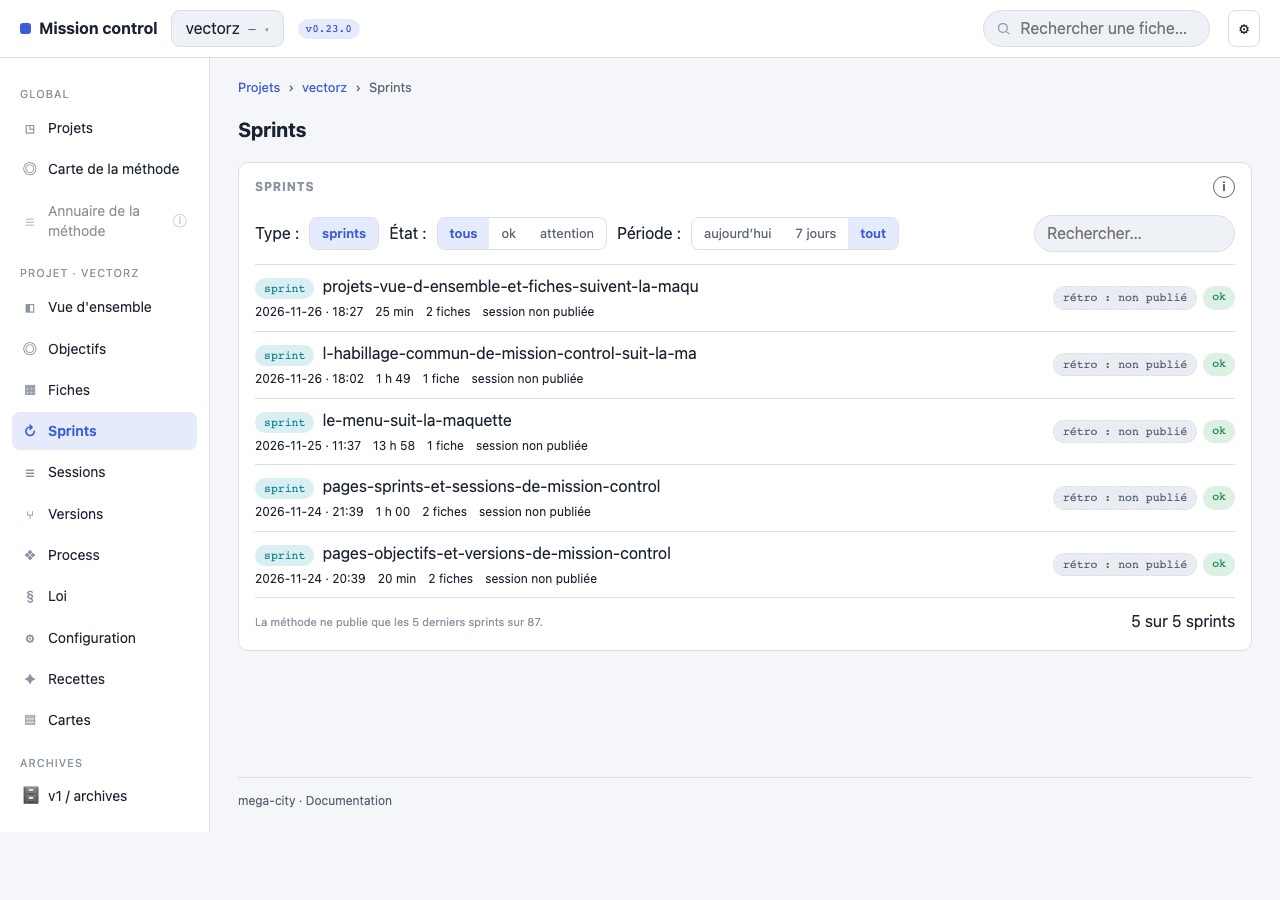 Mission control vectorz – v0.23.0 Rechercher une fiche...
GLOBAL
Projets
Carte de la méthode
Annuaire de la
méthode
PROJET · VECTORZ
Vue d'ensemble
Objectifs
Fiches
Sprints
Sessions
Versions
Process
§ Loi
Configuration
Recettes
Cartes
ARCHIVES
v1 / archives
Projets › vectorz › Sprints
Sprints
SPRINTS i
Type : sprints État : tous ok attention Période : aujourd’hui 7 jours tout Rechercher...
sprint projets-vue-d-ensemble-et-fiches-suivent-la-maqu
2026-11-26 · 18:27 25 min 2 fiches session non publiée
rétro : non publié ok
sprint l-habillage-commun-de-mission-control-suit-la-ma
2026-11-26 · 18:02 1 h 49 1 fiche session non publiée
rétro : non publié ok
sprint le-menu-suit-la-maquette
2026-11-25 · 11:37 13 h 58 1 fiche session non publiée
rétro : non publié ok
sprint pages-sprints-et-sessions-de-mission-control
2026-11-24 · 21:39 1 h 00 2 fiches session non publiée
rétro : non publié ok
sprint pages-objectifs-et-versions-de-mission-control
2026-11-24 · 20:39 20 min 2 fiches session non publiée
rétro : non publié ok
La méthode ne publie que les 5 derniers sprints sur 87. 5 sur 5 sprints
mega-city · Documentation